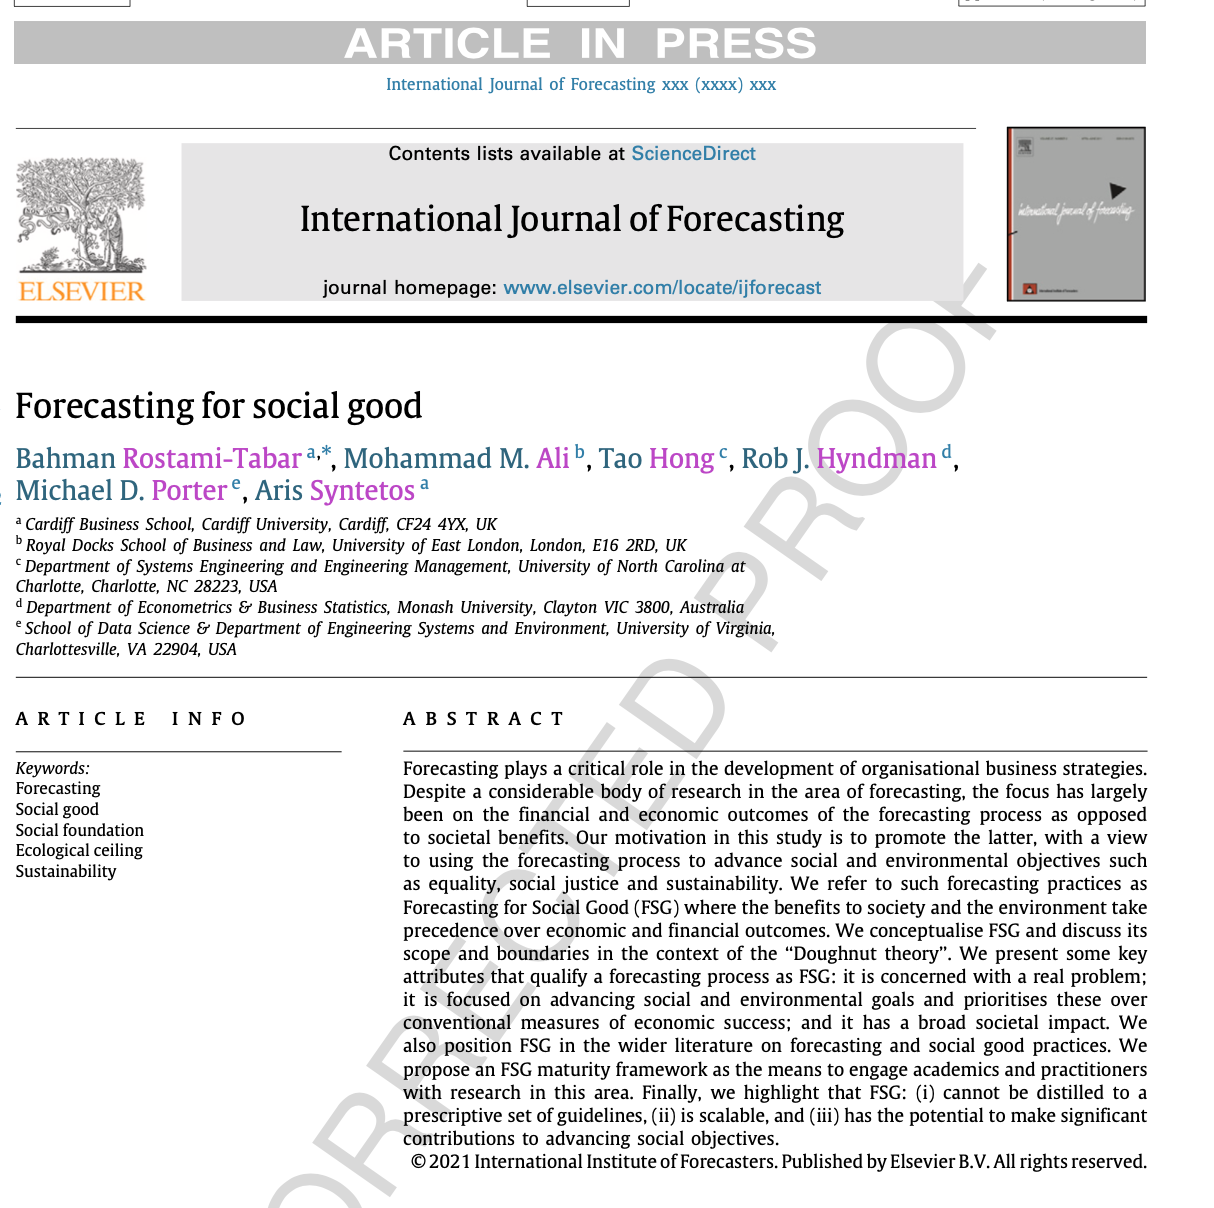 ARTICLE IN PRESS
International Journal of Forecasting xxx (xxxx) xxx
Contents lists available at ScienceDirect
International Journal of Forecasting
journal homepage: www.elsevier.com/locate/ijforecast
ELSEVIER
international journal of forecasting
Forecasting for social good
Bahman Rostami-Tabar a,*, Mohammad M. Ali b, Tao Hong c, Rob J. Hyndman d,
Michael D. Porter e, Aris Syntetos a
a Cardiff Business School, Cardiff University, Cardiff, CF24 4YX, UK
b Royal Docks School of Business and Law, University of East London, London, E16 2RD, UK
c Department of Systems Engineering and Engineering Management, University of North Carolina at
Charlotte, Charlotte, NC 28223, USA
d Department of Econometrics & Business Statistics, Monash University, Clayton VIC 3800, Australia
e School of Data Science & Department of Engineering Systems and Environment, University of Virginia,
Charlottesville, VA 22904, USA
ARTICLE INFO
Keywords:
Forecasting
Social good
Social foundation
Ecological ceiling
Sustainability
ABSTRACT
Forecasting plays a critical role in the development of organisational business strategies.
Despite a considerable body of research in the area of forecasting, the focus has largely
been on the financial and economic outcomes of the forecasting process as opposed
to societal benefits. Our motivation in this study is to promote the latter, with a view
to using the forecasting process to advance social and environmental objectives such
as equality, social justice and sustainability. We refer to such forecasting practices as
Forecasting for Social Good (FSG) where the benefits to society and the environment take
precedence over economic and financial outcomes. We conceptualise FSG and discuss its
scope and boundaries in the context of the “Doughnut theory”. We present some key
attributes that qualify a forecasting process as FSG: it is concerned with a real problem;
it is focused on advancing social and environmental goals and prioritises these over
conventional measures of economic success; and it has a broad societal impact. We
also position FSG in the wider literature on forecasting and social good practices. We
propose an FSG maturity framework as the means to engage academics and practitioners
with research in this area. Finally, we highlight that FSG: (i) cannot be distilled to a
prescriptive set of guidelines, (ii) is scalable, and (iii) has the potential to make significant
contributions to advancing social objectives.
© 2021 International Institute of Forecasters. Published by Elsevier B.V. All rights reserved.
ORRECTED PROOF